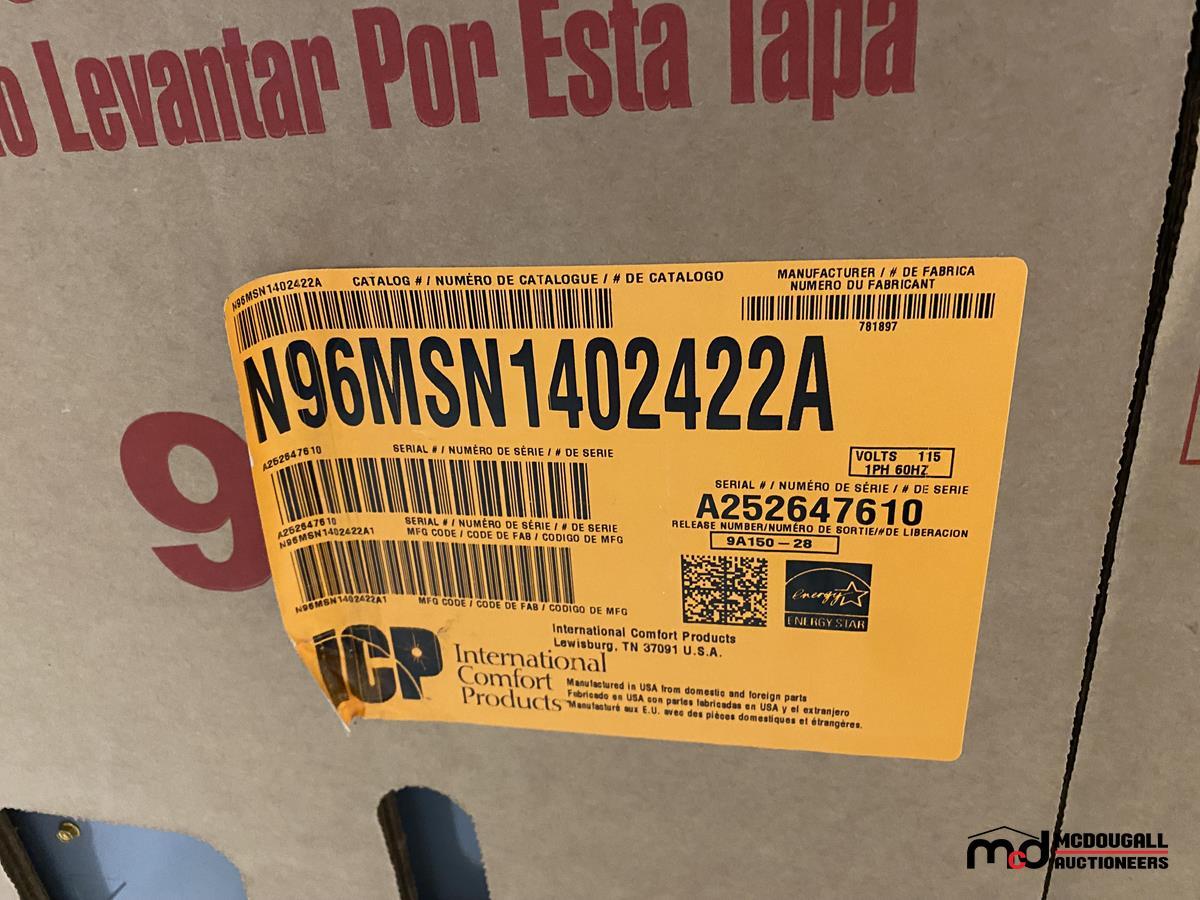 Levantar Por Esta Tapa
N96MSN1402422A CATALOG # / NUMÉRO DE CATALOGUE / # DE CATALOGO
MANUFACTURER / # DE FABRICA
NUMERO DU FABRICANT
781897
N96MSN1402422A
A252647610 SERIAL # / NUMÉRO DE SÉRIE / # DE SERIE
VOLTS 115
1PH 60HZ
SERIAL # / NUMÉRO DE SÉRIE / # DE SERIE
A252647610
RELEASE NUMBER/NUMÉRO DE SORTIE/#DE LIBERACION
9A150-28
A252647610 SERIAL # / NUMÉRO DE SÉRIE / # DE SERIE
N96MSN1402422A1 MFG CODE / CODE DE FAB / CODIGO DE MFG
9
N96MSN1402422A1 MFG CODE / CODE DE FAB / CODIGO DE MFG
energy
ENERGY STAR
ICP
International
Comfort
Products
International Comfort Products
Lewisburg, TN 37091 U.S.A.
Manufactured in USA from domestic and foreign parts
Fabricado en USA con partes fabricadas en USA y el extranjero
Manufacturé aux E.U. avec des pièces domestiques et étrangères.
mcd MCDOUGALL
AUCTIONEERS